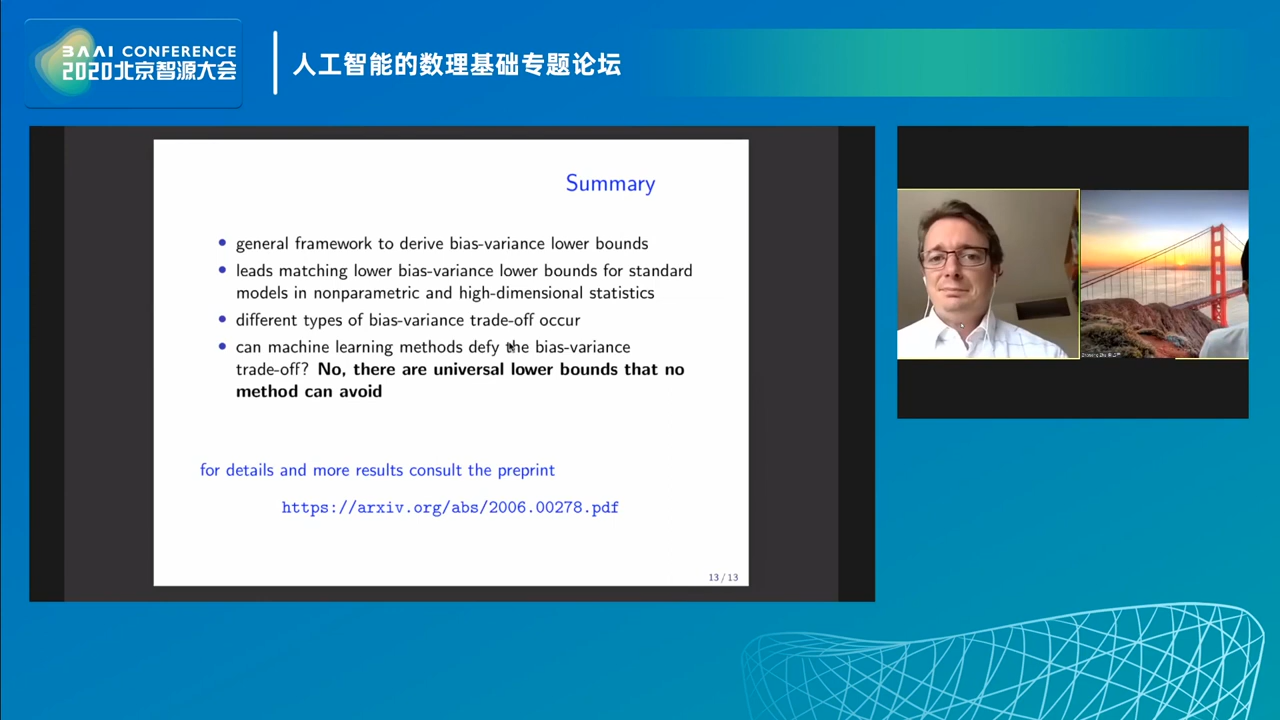 BAAI CONFERENCE
2020北京智源大会
人工智能的数理基础专题论坛
Summary
general framework to derive bias-variance lower bounds
leads matching lower bias-variance lower bounds for standard
models in nonparametric and high-dimensional statistics
different types of bias-variance trade-off occur
can machine learning methods defy the bias-variance
trade-off? No, there are universal lower bounds that no
method can avoid
for details and more results consult the preprint
https://arxiv.org/abs/2006.00278.pdf
13 / 13